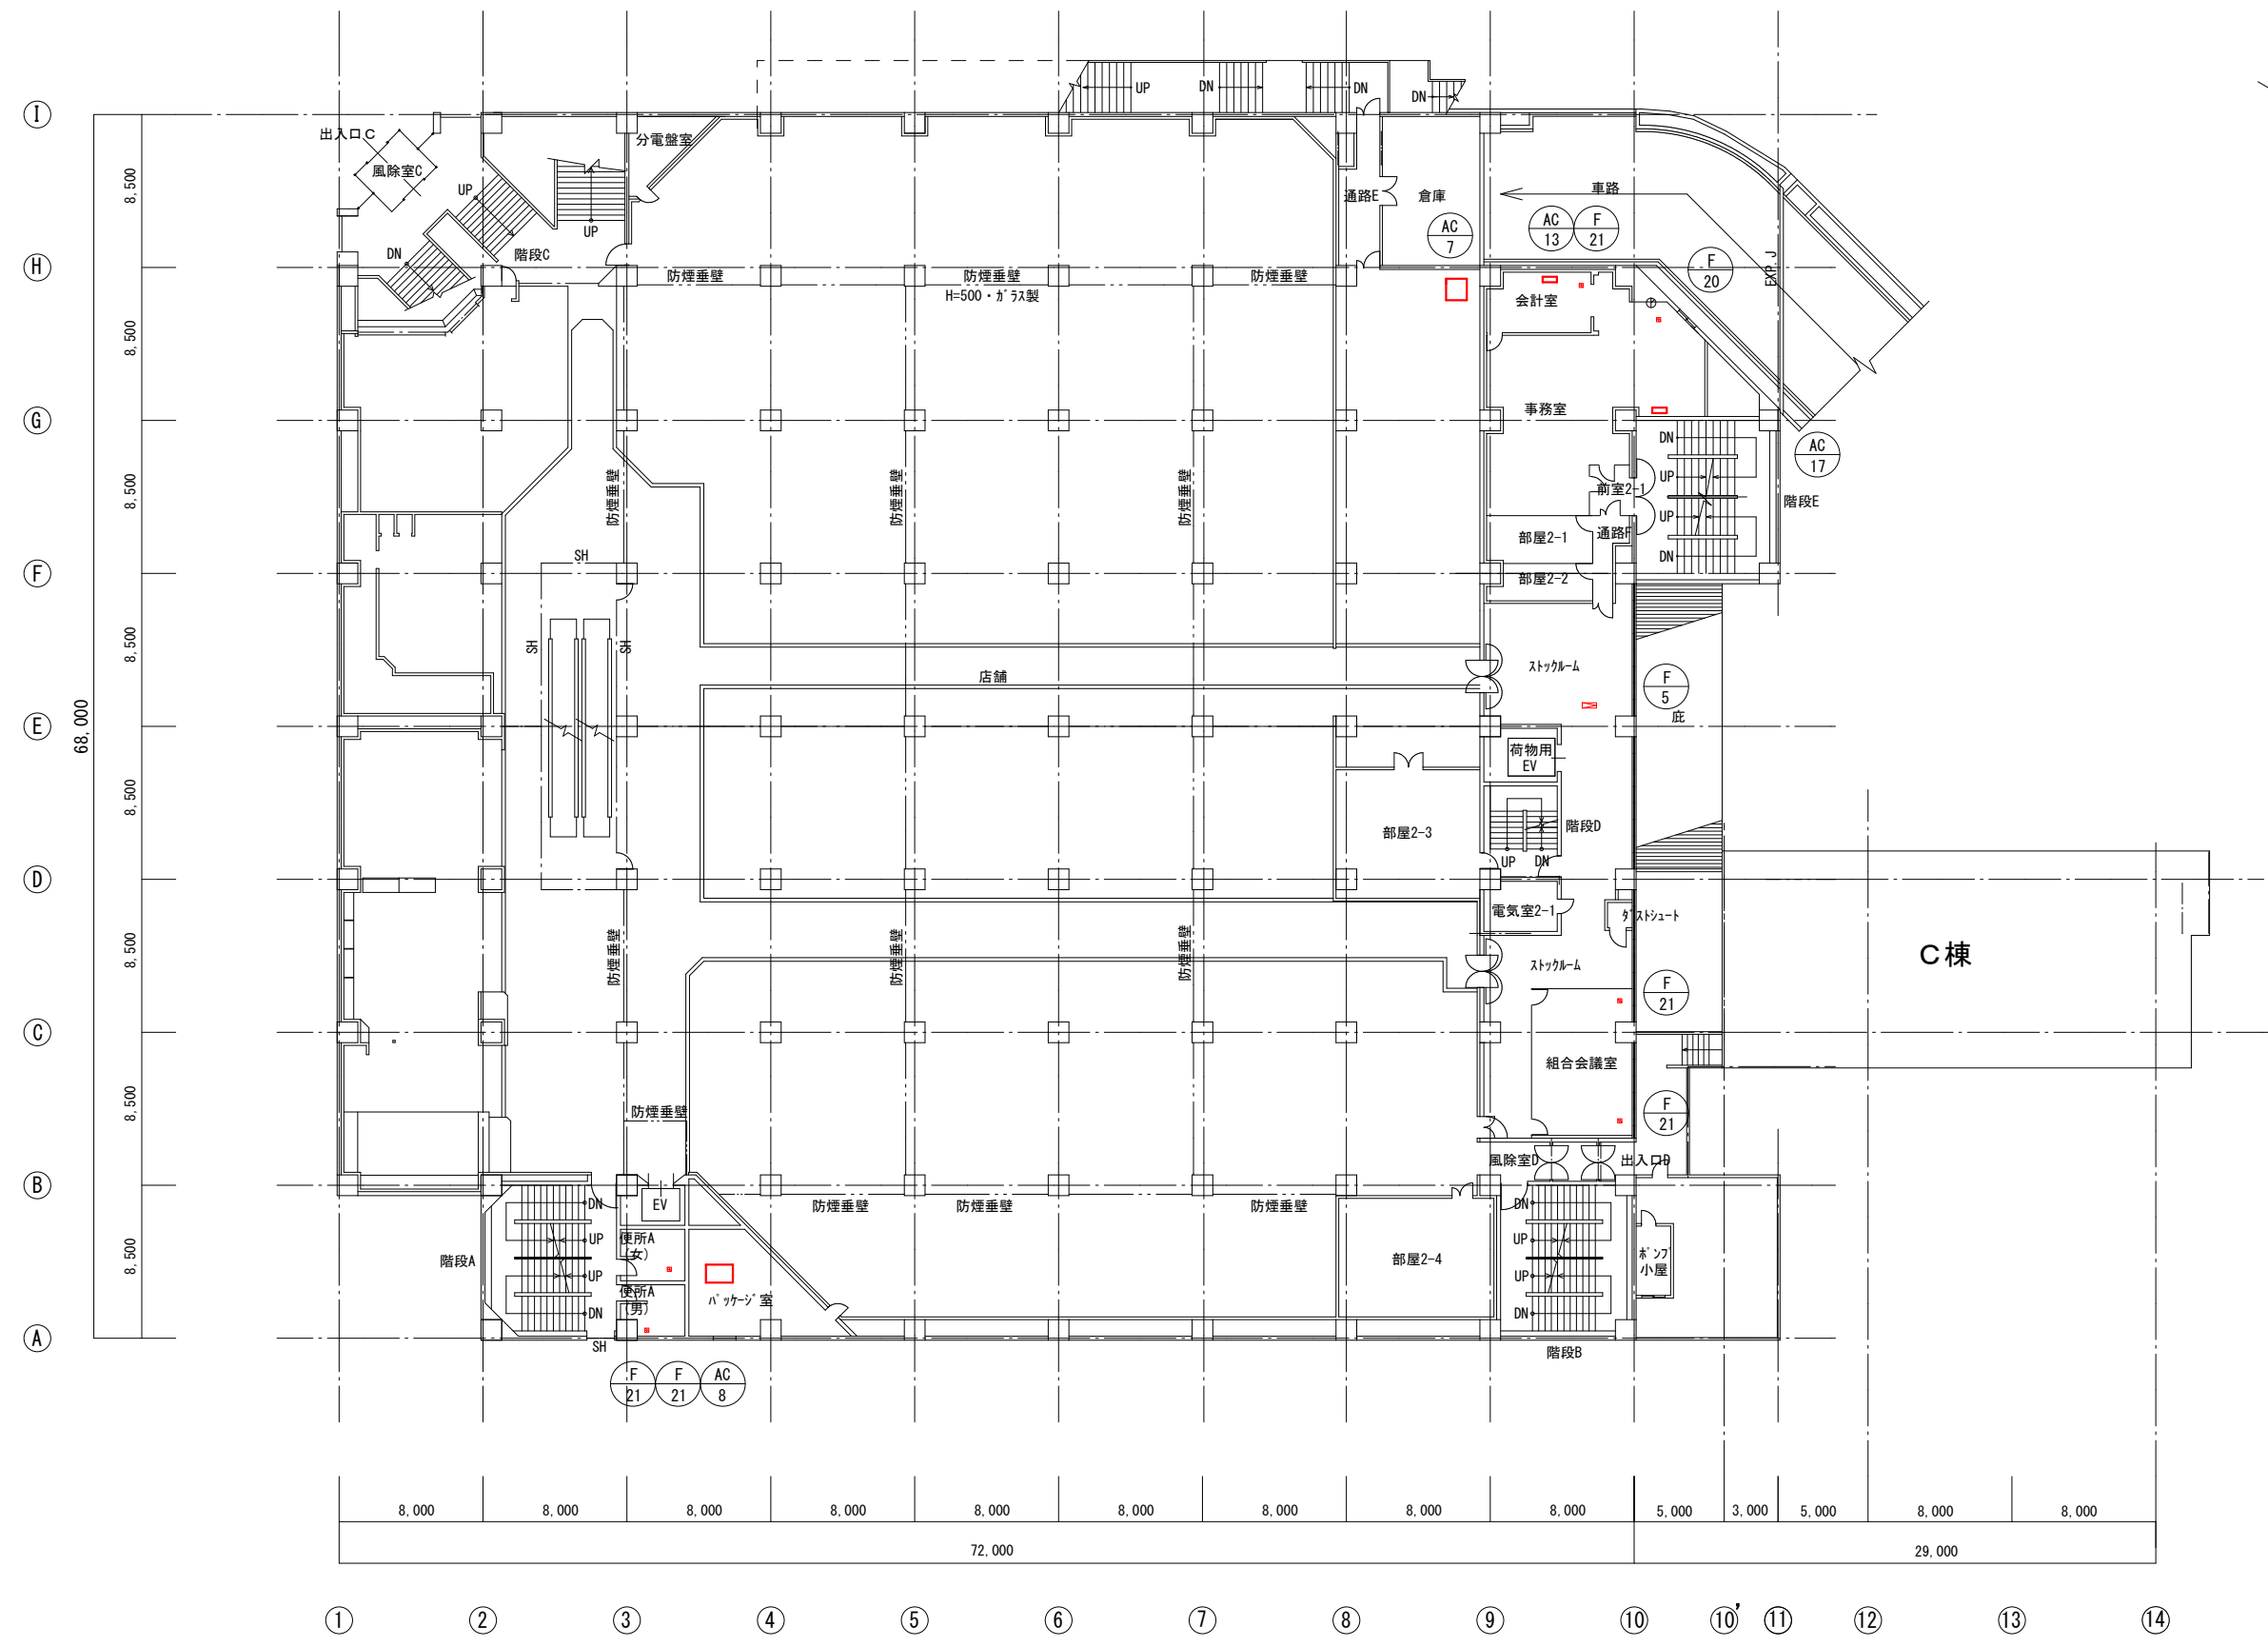 UP
DN
DN
DN
I
出入口C
分電盤室
風除室C
UP
UP
通路E
倉庫
車路
AC
7
AC
13
F
21
8,500
DN
階段C
H
防煙垂壁
防煙垂壁
防煙垂壁
H=500・ガラス製
F
20
EXP.J
会計室
8,500
G
事務室
DN
AC
17
UP
防煙垂壁
防煙垂壁
防煙垂壁
8,500
前室2-1
階段E
UP
部屋2-1
通路F
DN
SH
F
部屋2-2
SH
SH
8,500
ストックルーム
店舗
F
5
庇
68,000
E
荷物用
EV
8,500
部屋2-3
階段D
UP
DN
D
電気室2-1
ダストシュート
防煙垂壁
防煙垂壁
防煙垂壁
8,500
ストックルーム
C棟
F
21
C
組合会議室
8,500
防煙垂壁
F
21
風除室D
出入口D
B
DN
EV
防煙垂壁
防煙垂壁
防煙垂壁
DN
UP
便所A
(女)
UP
階段A
8,500
部屋2-4
ポンプ
小屋
UP
便所A
(男)
パッケージ室
UP
DN
DN
A
SH
階段B
F
21
F
21
AC
8
8,000
8,000
8,000
8,000
8,000
8,000
8,000
8,000
8,000
5,000
3,000
5,000
8,000
8,000
72,000
29,000
1
2
3
4
5
6
7
8
9
10
10'
11
12
13
14